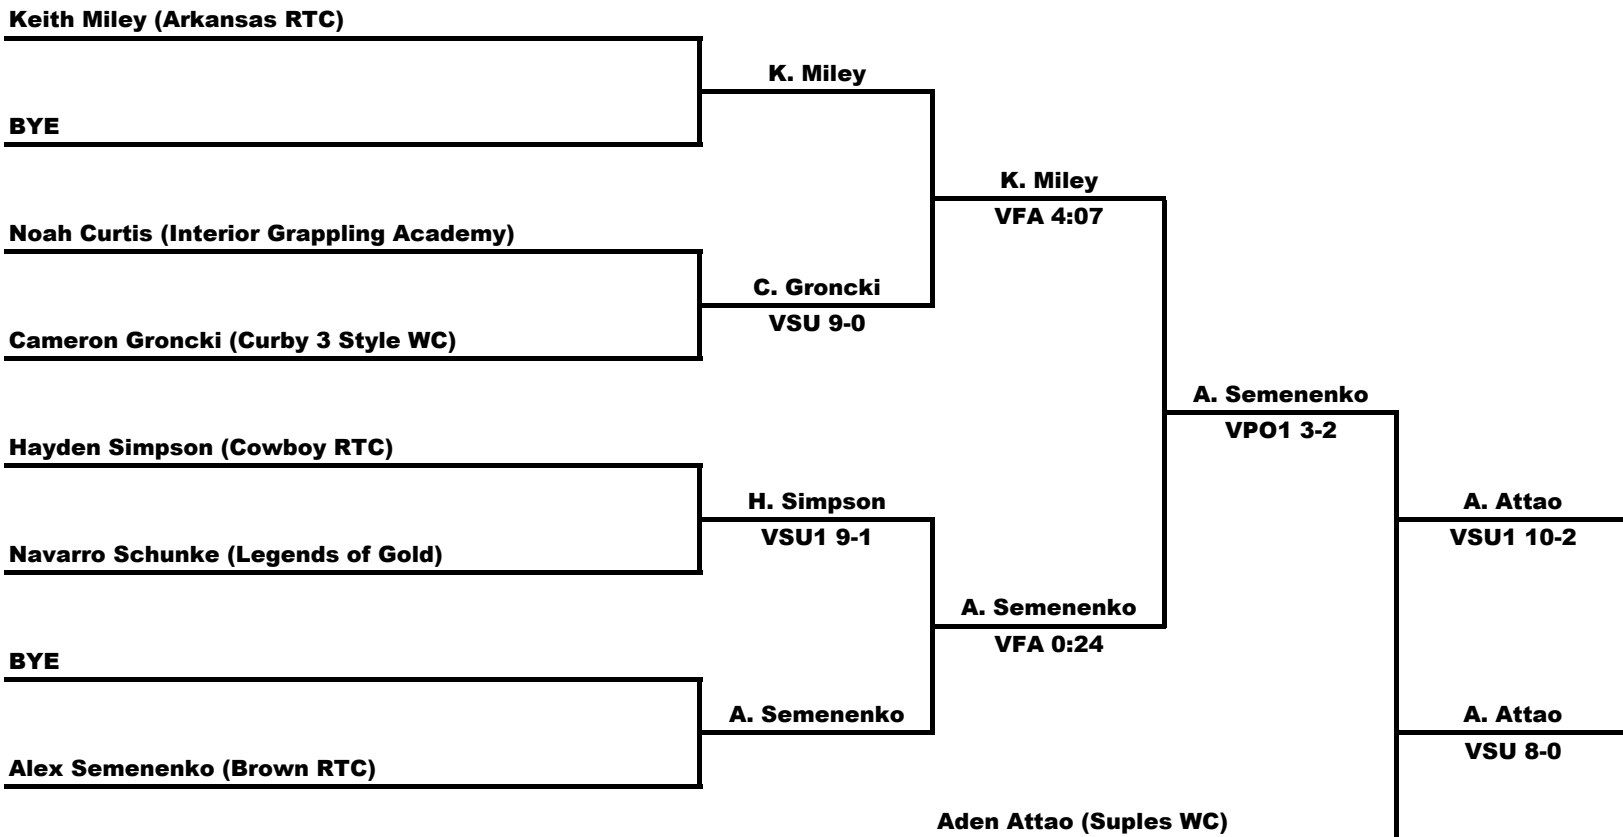 Keith Miley (Arkansas RTC)
K. Miley
BYE
K. Miley
VFA 4:07
Noah Curtis (Interior Grappling Academy)
C. Groncki
VSU 9-0
Cameron Groncki (Curby 3 Style WC)
A. Semenenko
VPO1 3-2
Hayden Simpson (Cowboy RTC)
H. Simpson
VSU1 9-1
A. Attao
VSU1 10-2
Navarro Schunke (Legends of Gold)
A. Semenenko
VFA 0:24
BYE
A. Semenenko
A. Attao
VSU 8-0
Alex Semenenko (Brown RTC)
Aden Attao (Suples WC)